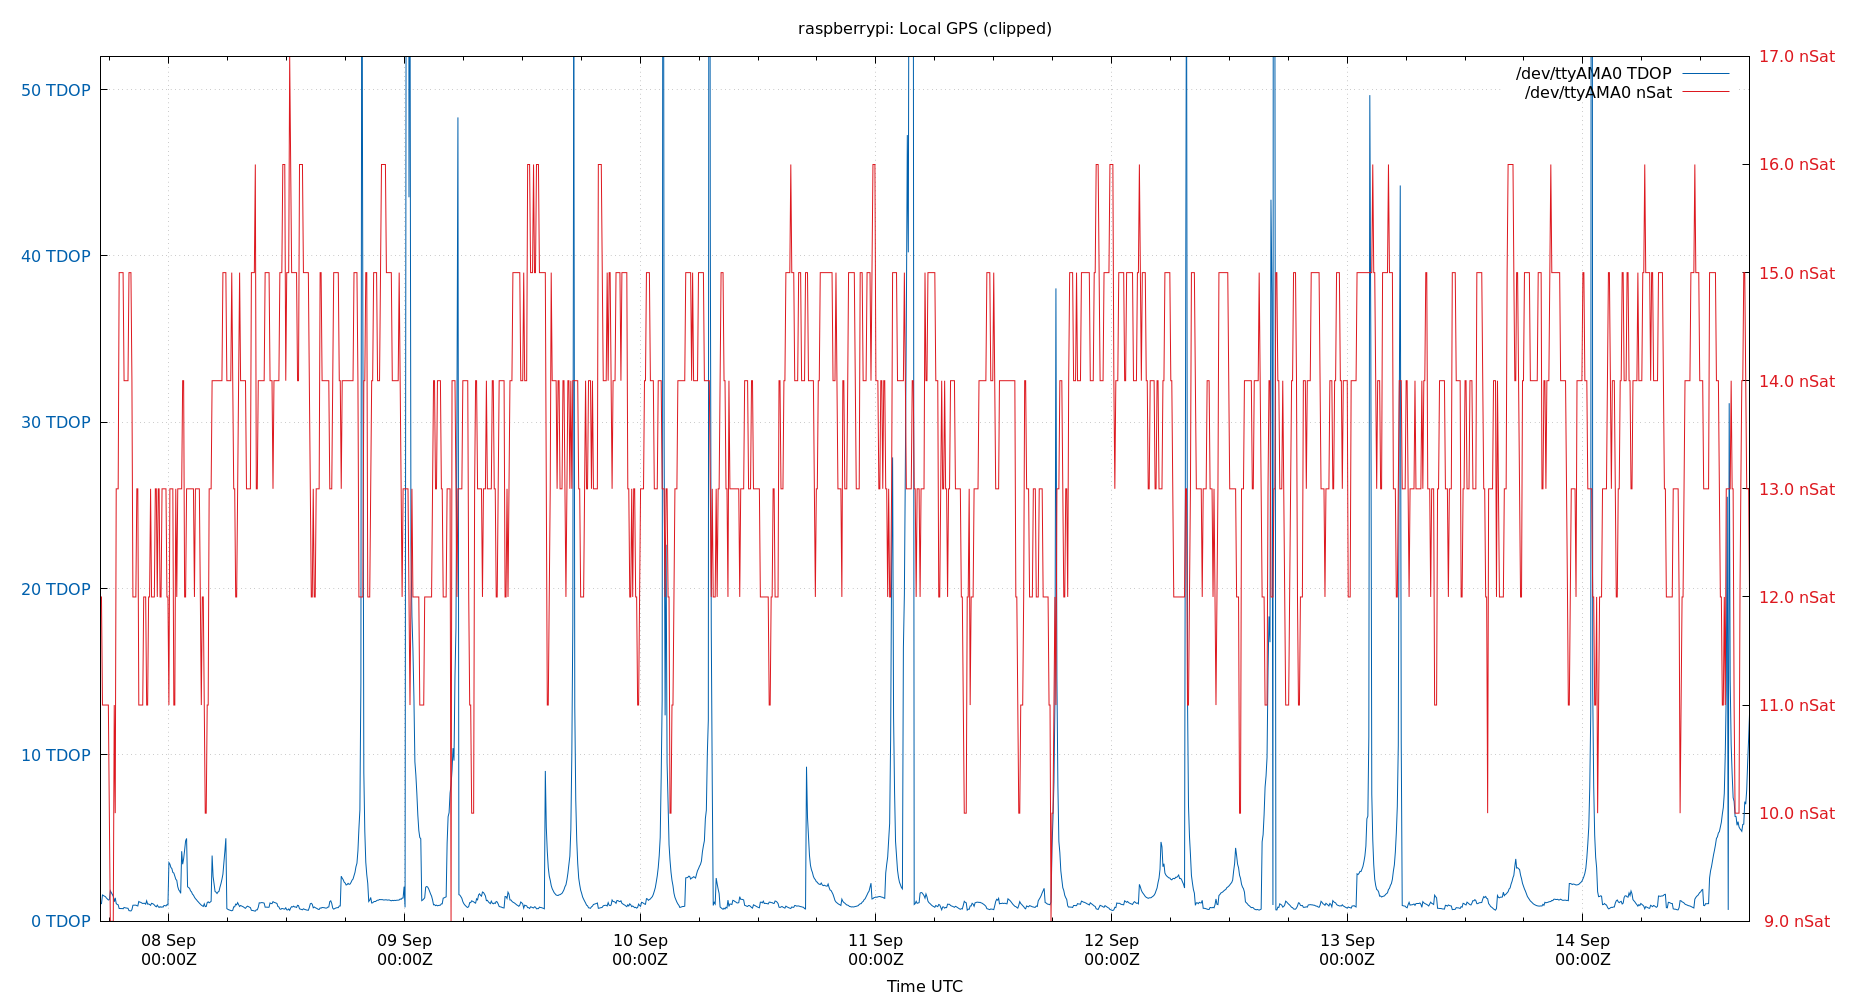 raspberrypi: Local GPS (clipped)
17.0 nSat
/dev/ttyAMA0 TDOP
50 TDOP
/dev/ttyAMA0 nSat
16.0 nSat
40 TDOP
15.0 nSat
14.0 nSat
30 TDOP
13.0 nSat
20 TDOP
12.0 nSat
11.0 nSat
10 TDOP
10.0 nSat
0 TDOP
9.0 nSat
08 Sep 09 Sep 10 Sep 11 Sep 12 Sep 13 Sep 14 Sep
00:00Z 00:00Z 00:00Z 00:00Z 00:00Z 00:00Z 00:00Z
Time UTC